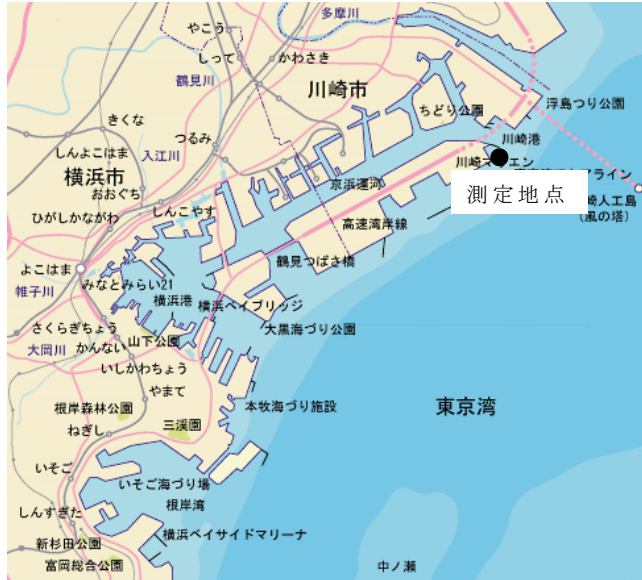 多摩川
やこう
しって
かわさき
鶴見川
川崎市
浮島つり公園
ちどり公園
きくな
つるみ
川崎港
しんよこはま
入江川
川崎マリエン
横浜市
京浜運河
おおぐち
測定地点
ひがしかながわ
しんこやす
高速湾岸線
崎人工島
(風の塔)
よこはま
鶴見つばさ橋
みなとみらい21
帷子川
横浜港
横浜ベイブリッジ
さくらぎちょう
大黒海づり公園
大岡川
かんない
山下公園
いしかわちょう
やまて
根岸森林公園
本牧海づり施設
東京湾
ねぎし
三渓園
いそご
いそご海づり場
根岸湾
しんすぎた
横浜ベイサイドマリーナ
新杉田公園
富岡総合公園
中ノ瀬